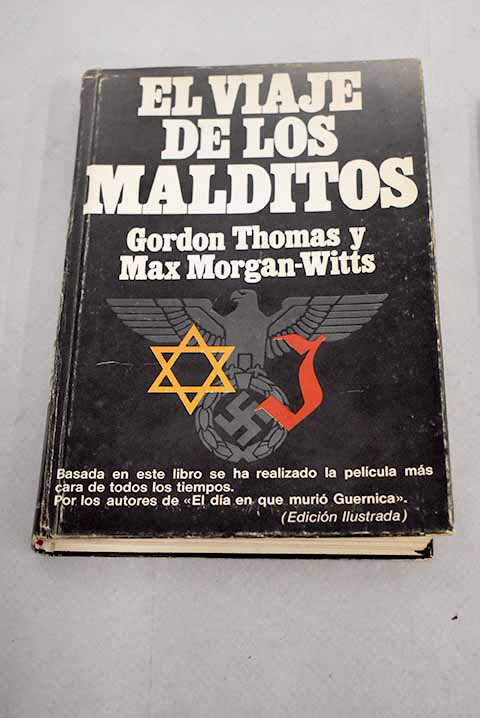 EL VIAJE
DE LOS
MALDITOS
Gordon Thomas y
Max Morgan-Witts
J
Basada en este libro se ha realizado la película más
cara de todos los tiempos.
Por los autores de «El día en que murió Guernica».
(Edición Ilustrada)